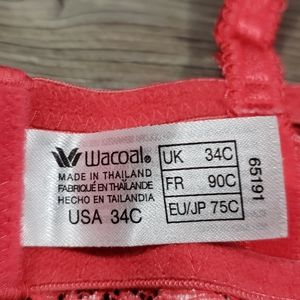 Wacoal®
MADE IN THAILAND
FABRIQUÉ EN THAÏLANDE
HECHO EN TAILANDIA
USA 34C
UK 34C
FR 90C
EU/JP 75C
65191